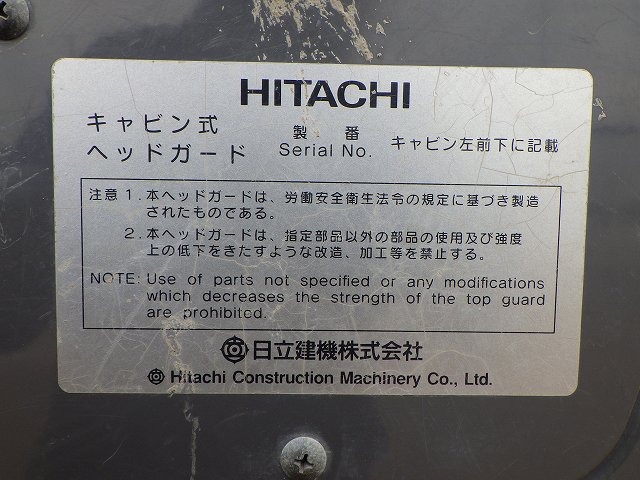 HITACHI
キャビン式
ヘッドガード
製 番
Serial No.
キャビン左前下に記載
注意 1. 本ヘッドガードは、労働安全衛生法令の規定に基づき製造
されたものである。
2. 本ヘッドガードは、指定部品以外の部品の使用及び強度
上の低下をきたすような改造、加工等を禁止する。
NOTE: Use of parts not specified or any modifications
which decreases the strength of the top guard
are prohibited.
日立建機株式会社
Hitachi Construction Machinery Co., Ltd.